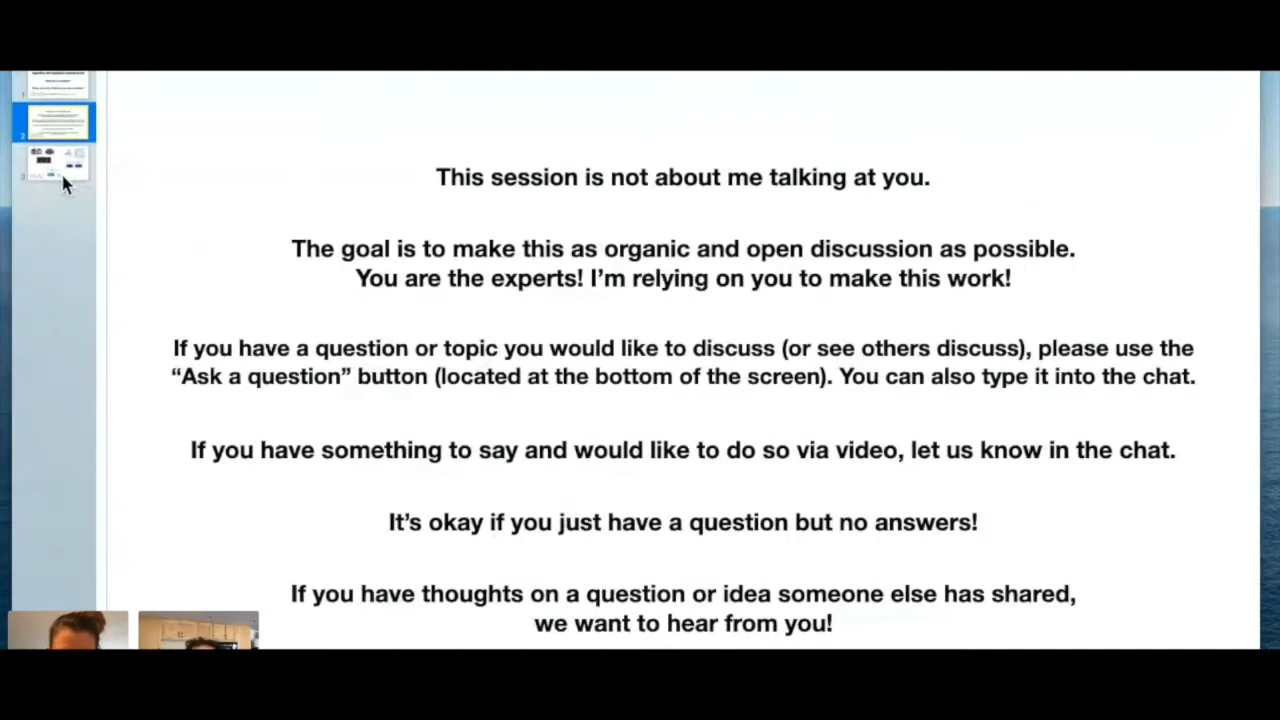 This session is not about me talking at you.
The goal is to make this as organic and open discussion as possible.
You are the experts! I’m relying on you to make this work!
If you have a question or topic you would like to discuss (or see others discuss), please use the
“Ask a question” button (located at the bottom of the screen). You can also type it into the chat.
If you have something to say and would like to do so via video, let us know in the chat.
It’s okay if you just have a question but no answers!
If you have thoughts on a question or idea someone else has shared,
we want to hear from you!